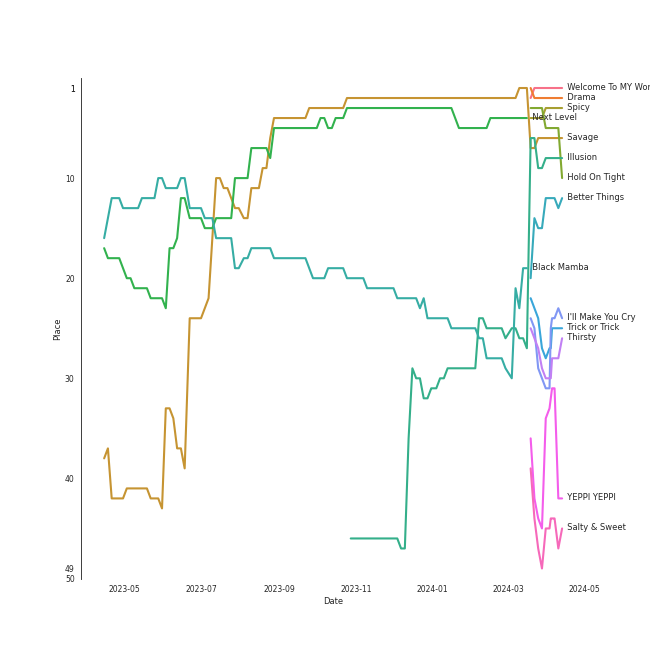 1
10
20
30
40
49
50
Place
2023-05
2023-07
2023-09
2023-11
2024-01
2024-03
2024-05
Date
Welcome To MY Wor
Drama
Spicy
Next Level
Savage
Illusion
Hold On Tight
Better Things
Black Mamba
I'll Make You Cry
Trick or Trick
Thirsty
YEPPI YEPPI
Salty & Sweet